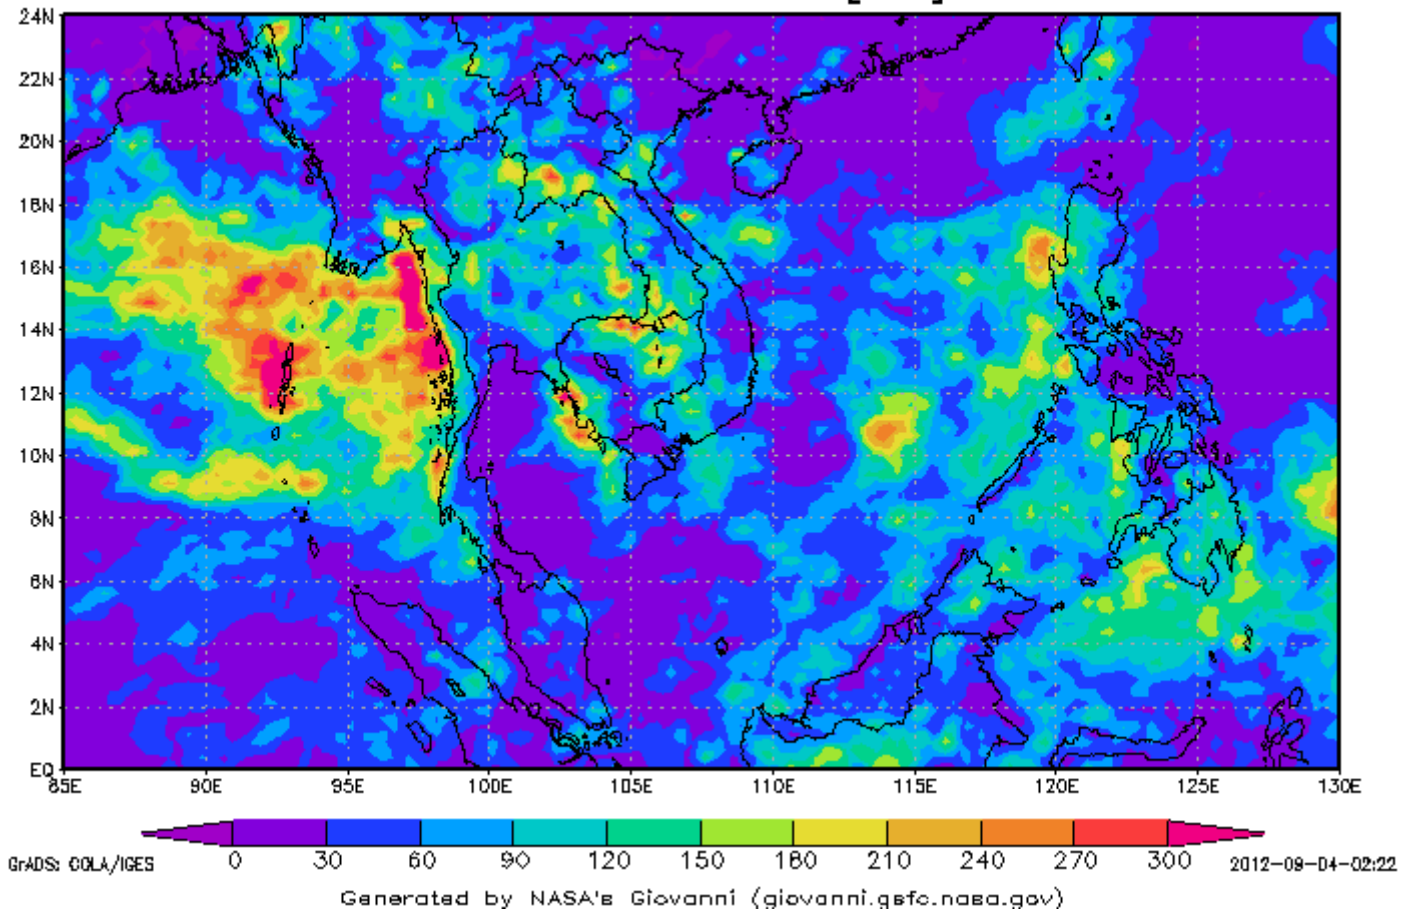 24N
22N
20N
18N
16N
14N
12N
10N
8N
6N
4N
2N
EQ
85E 90E 95E 100E 105E 110E 115E 120E 125E 130E
0 30 60 90 120 150 180 210 240 270 300
GrADS: COLA/IGES 2012-09-04-02:22
Generated by NASA's Giovanni (giovanni.gsfc.nasa.gov)